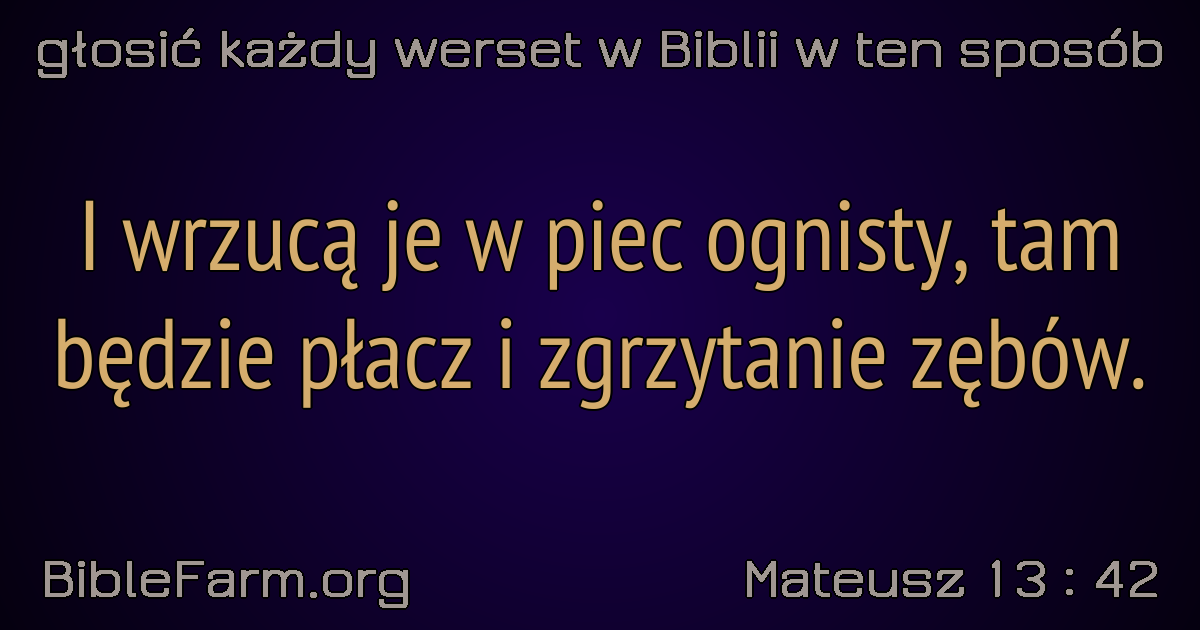 głosić każdy werset w Biblii w ten sposób
I wrzucą je w piec ognisty, tam
będzie płacz i zgrzytanie zębów.
BibleFarm.org
Mateusz 13 : 42